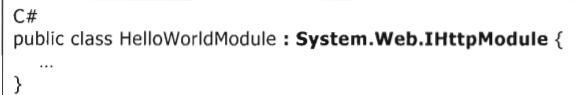 C#
public class HelloWorldModule : System.Web.IHttpModule {
...
}